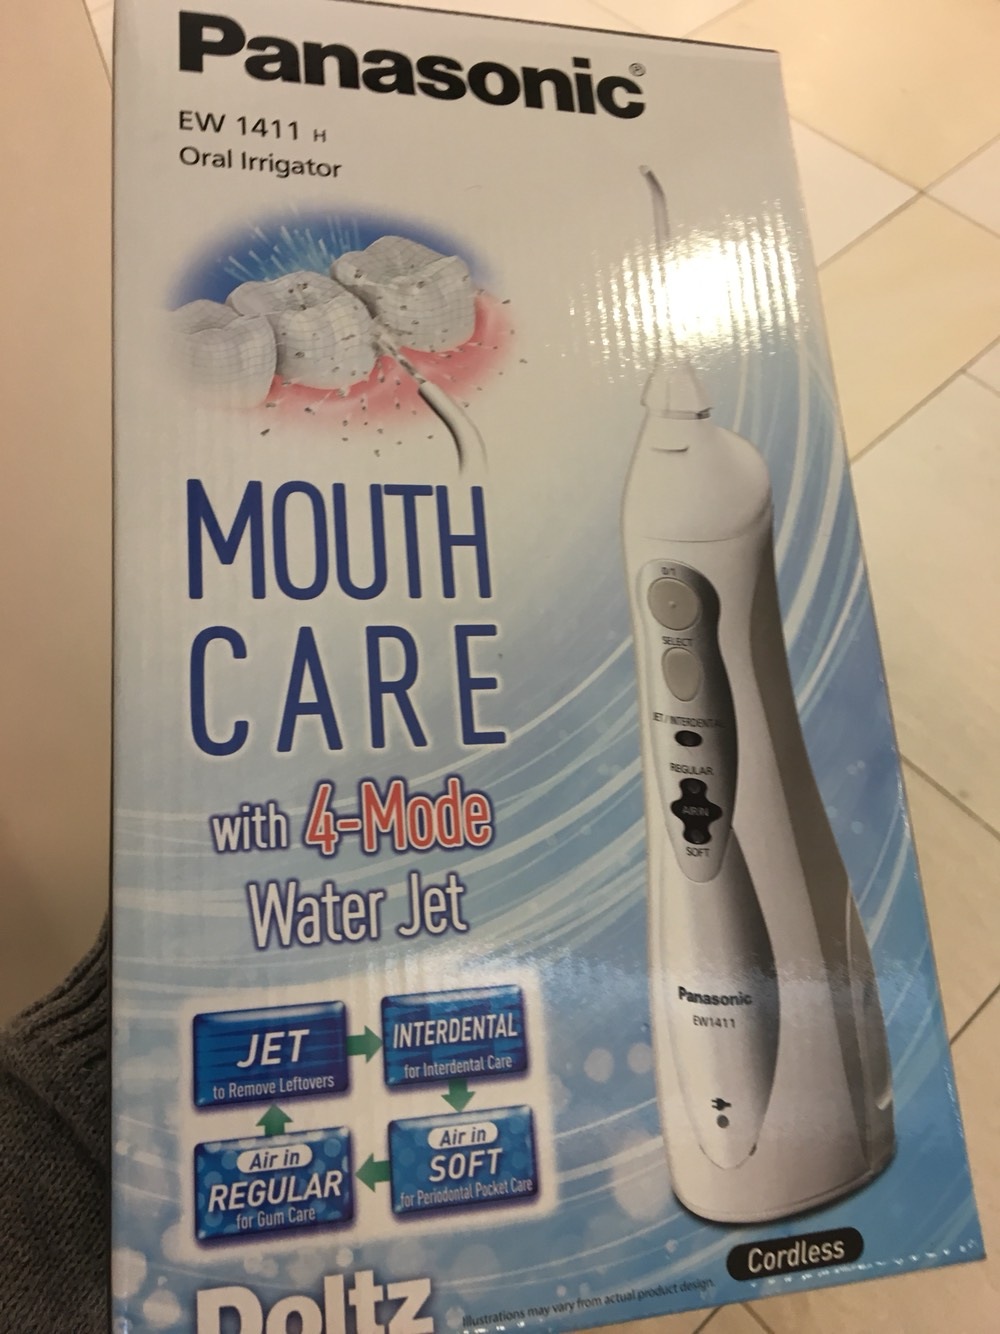 Panasonic®
EW 1411 H
Oral Irrigator
MOUTH
CARE
with 4-Mode
Water Jet
JET
to Remove Leftovers
INTERDENTAL
for Interdental Care
Air in
REGULAR
for Gum Care
Air in
SOFT
for Periodontal Pocket Care
Doltz
Illustrations may vary from actual product design.
0/1
SELECT
JET / INTERDENTAL
REGULAR
AIR IN
SOFT
Panasonic
EW1411
Cordless